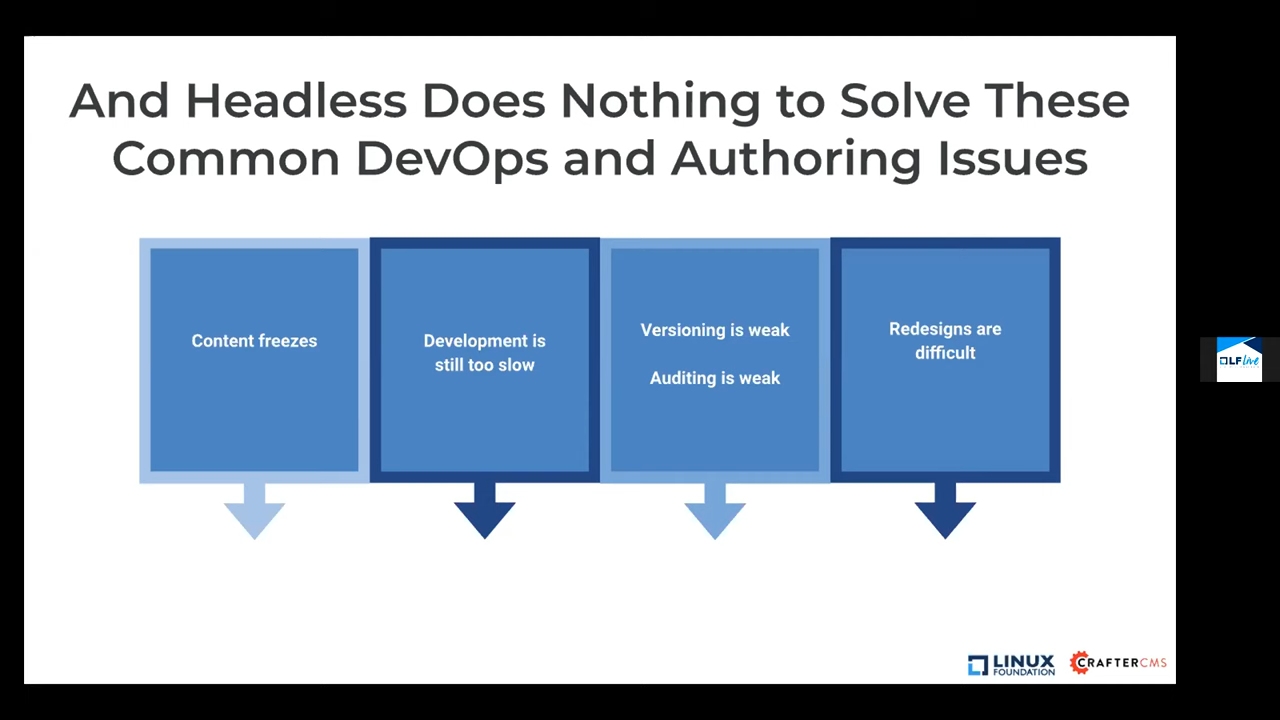 And Headless Does Nothing to Solve These
Common DevOps and Authoring Issues
Content freezes
Development is
still too slow
Versioning is weak
Auditing is weak
Redesigns are
difficult
LF live
LINUX
FOUNDATION
CRAFTERCMS